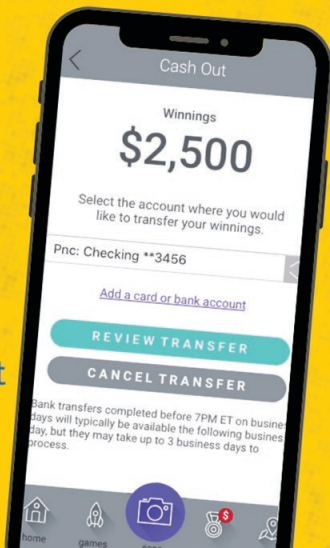 Cash Out
Winnings
$2,500
Select the account where you would
like to transfer your winnings.
Pnc: Checking **3456
Add a card or bank account
REVIEW TRANSFER
CANCEL TRANSFER
Bank transfers completed before 7PM ET on busines
days will typically be available the following busines
day, but they may take up to 3 business days to
process.
$
home
games
t